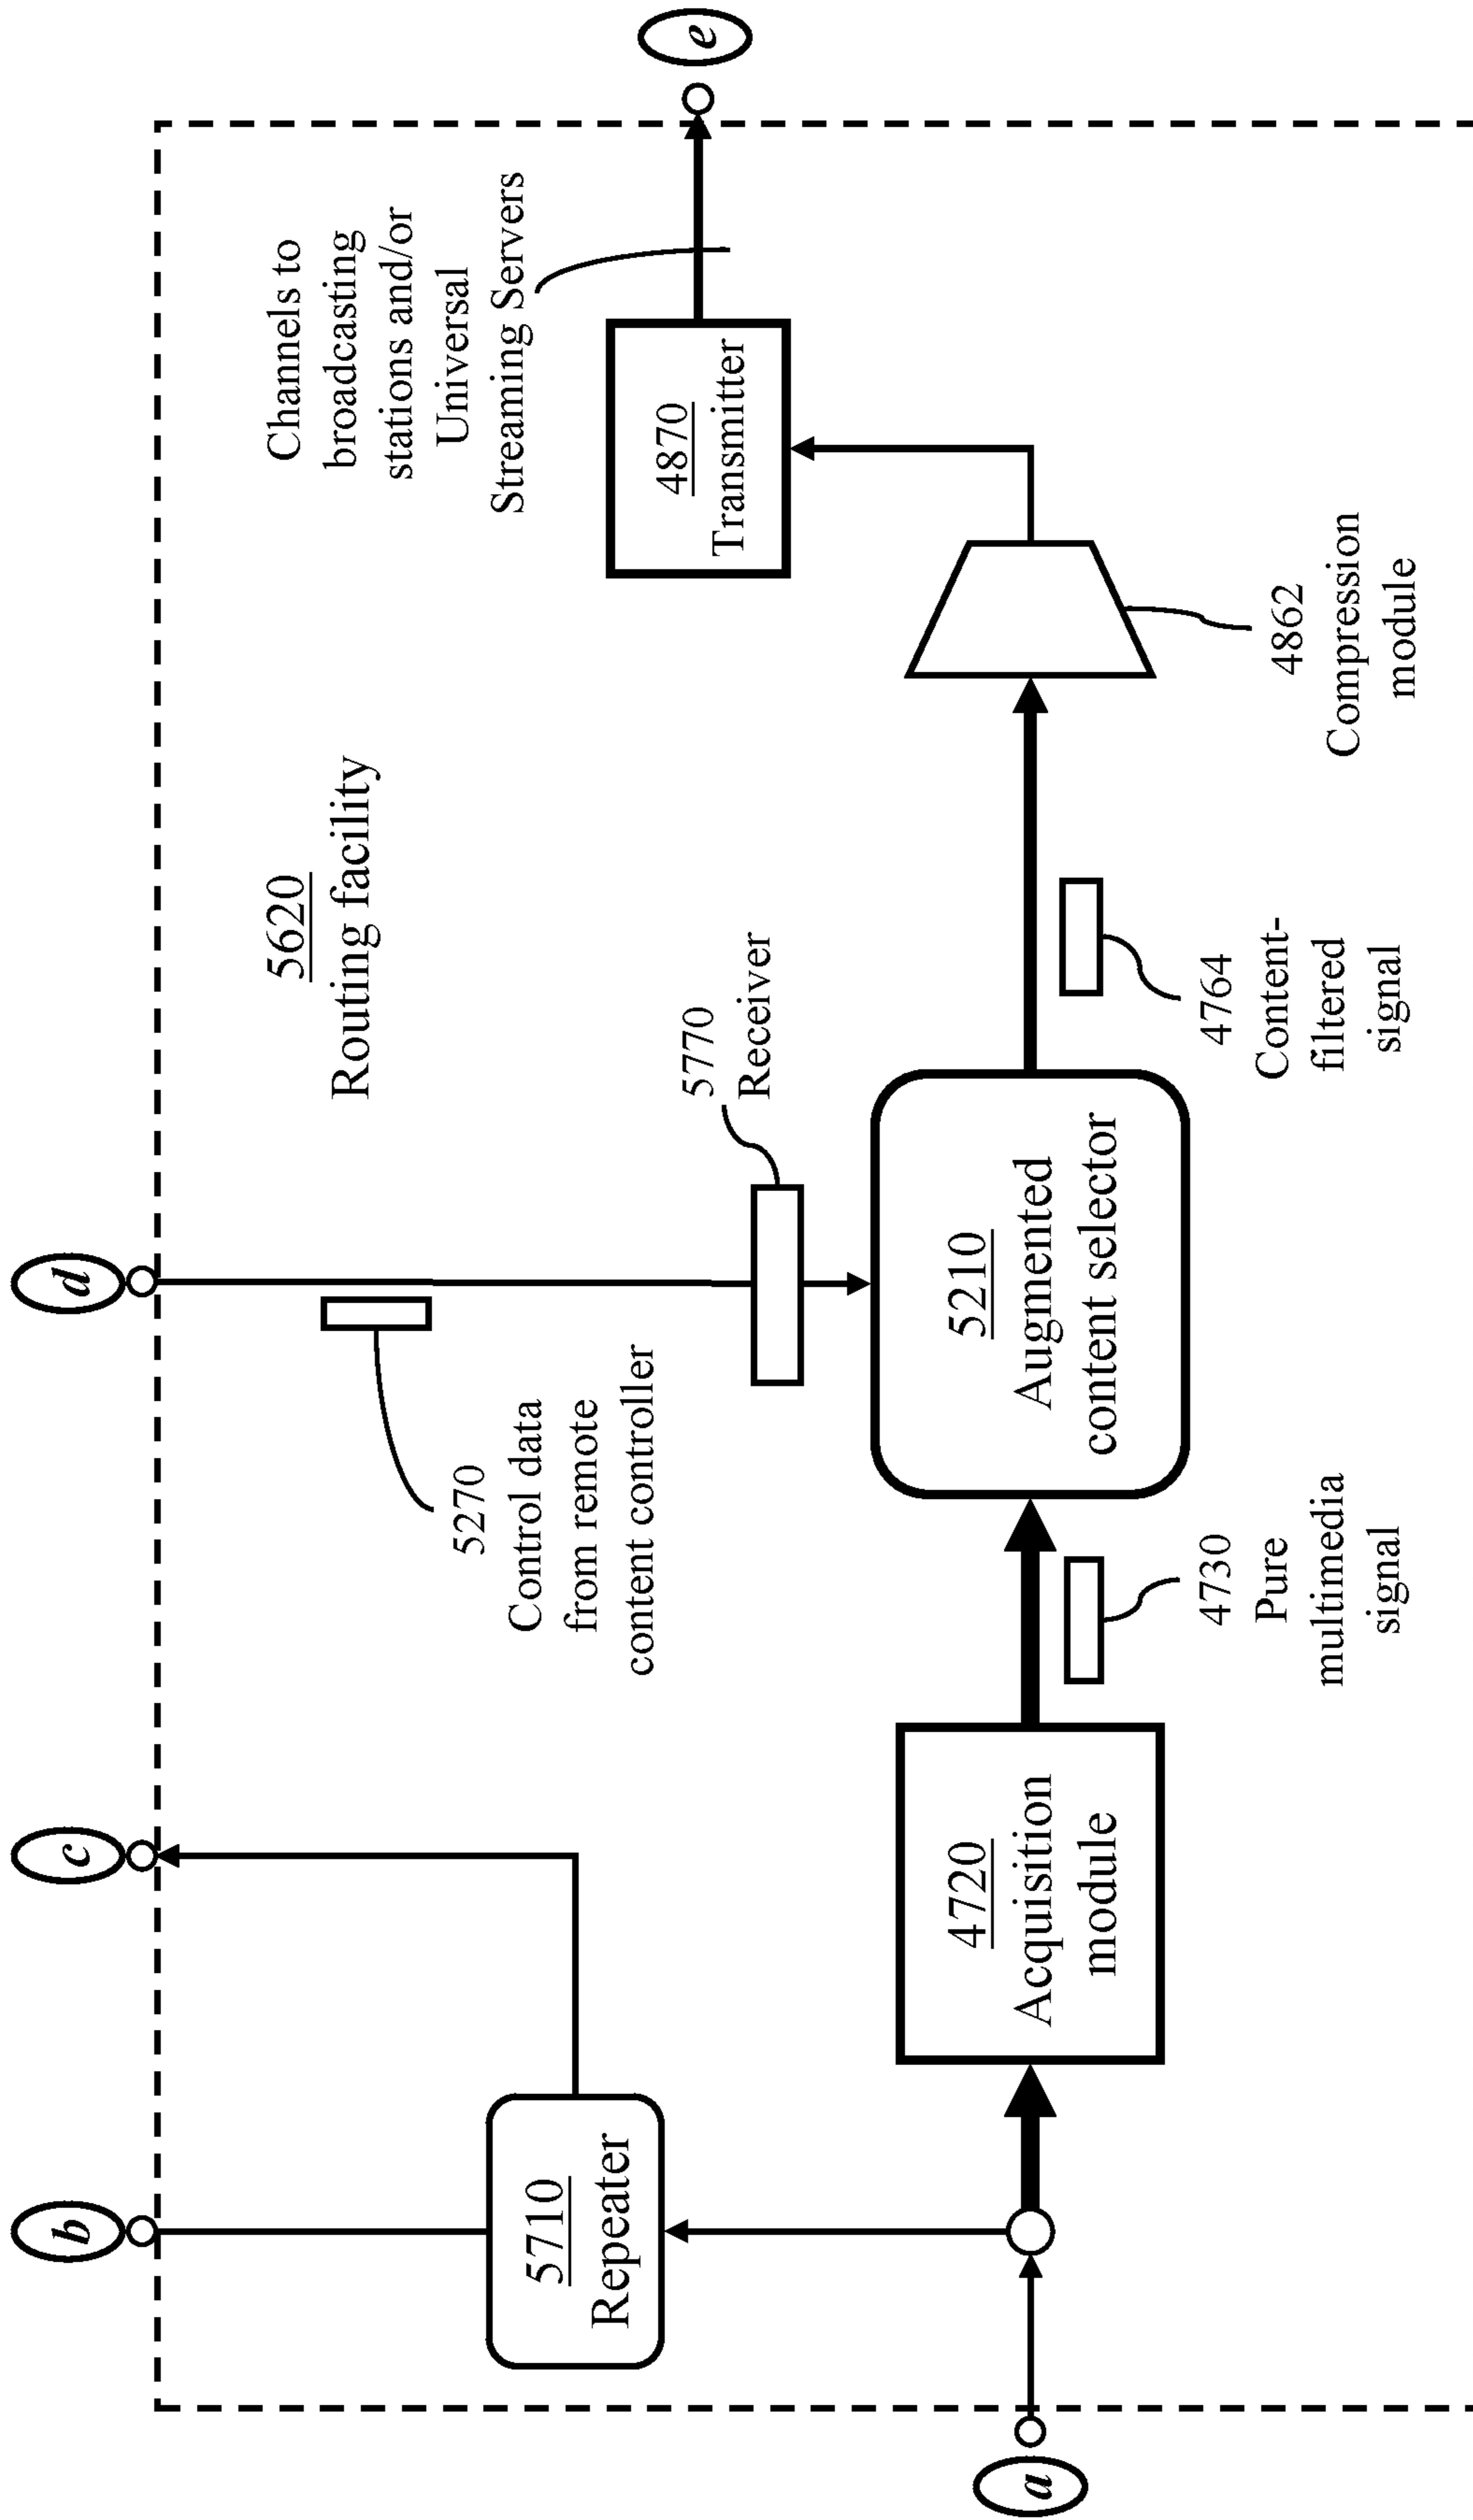 b
c
d
5620
Routing facility
Channels to
broadcasting
stations and/or
Universal
Streaming Servers
e
5710
Repeater
5270
Control data
from remote
content controller
5770
Receiver
4870
Transmitter
a
4720
Acquisition
module
5210
Augmented
content selector
4730
Pure
multimedia
signal
4764
Content-
filtered
signal
4862
Compression
module